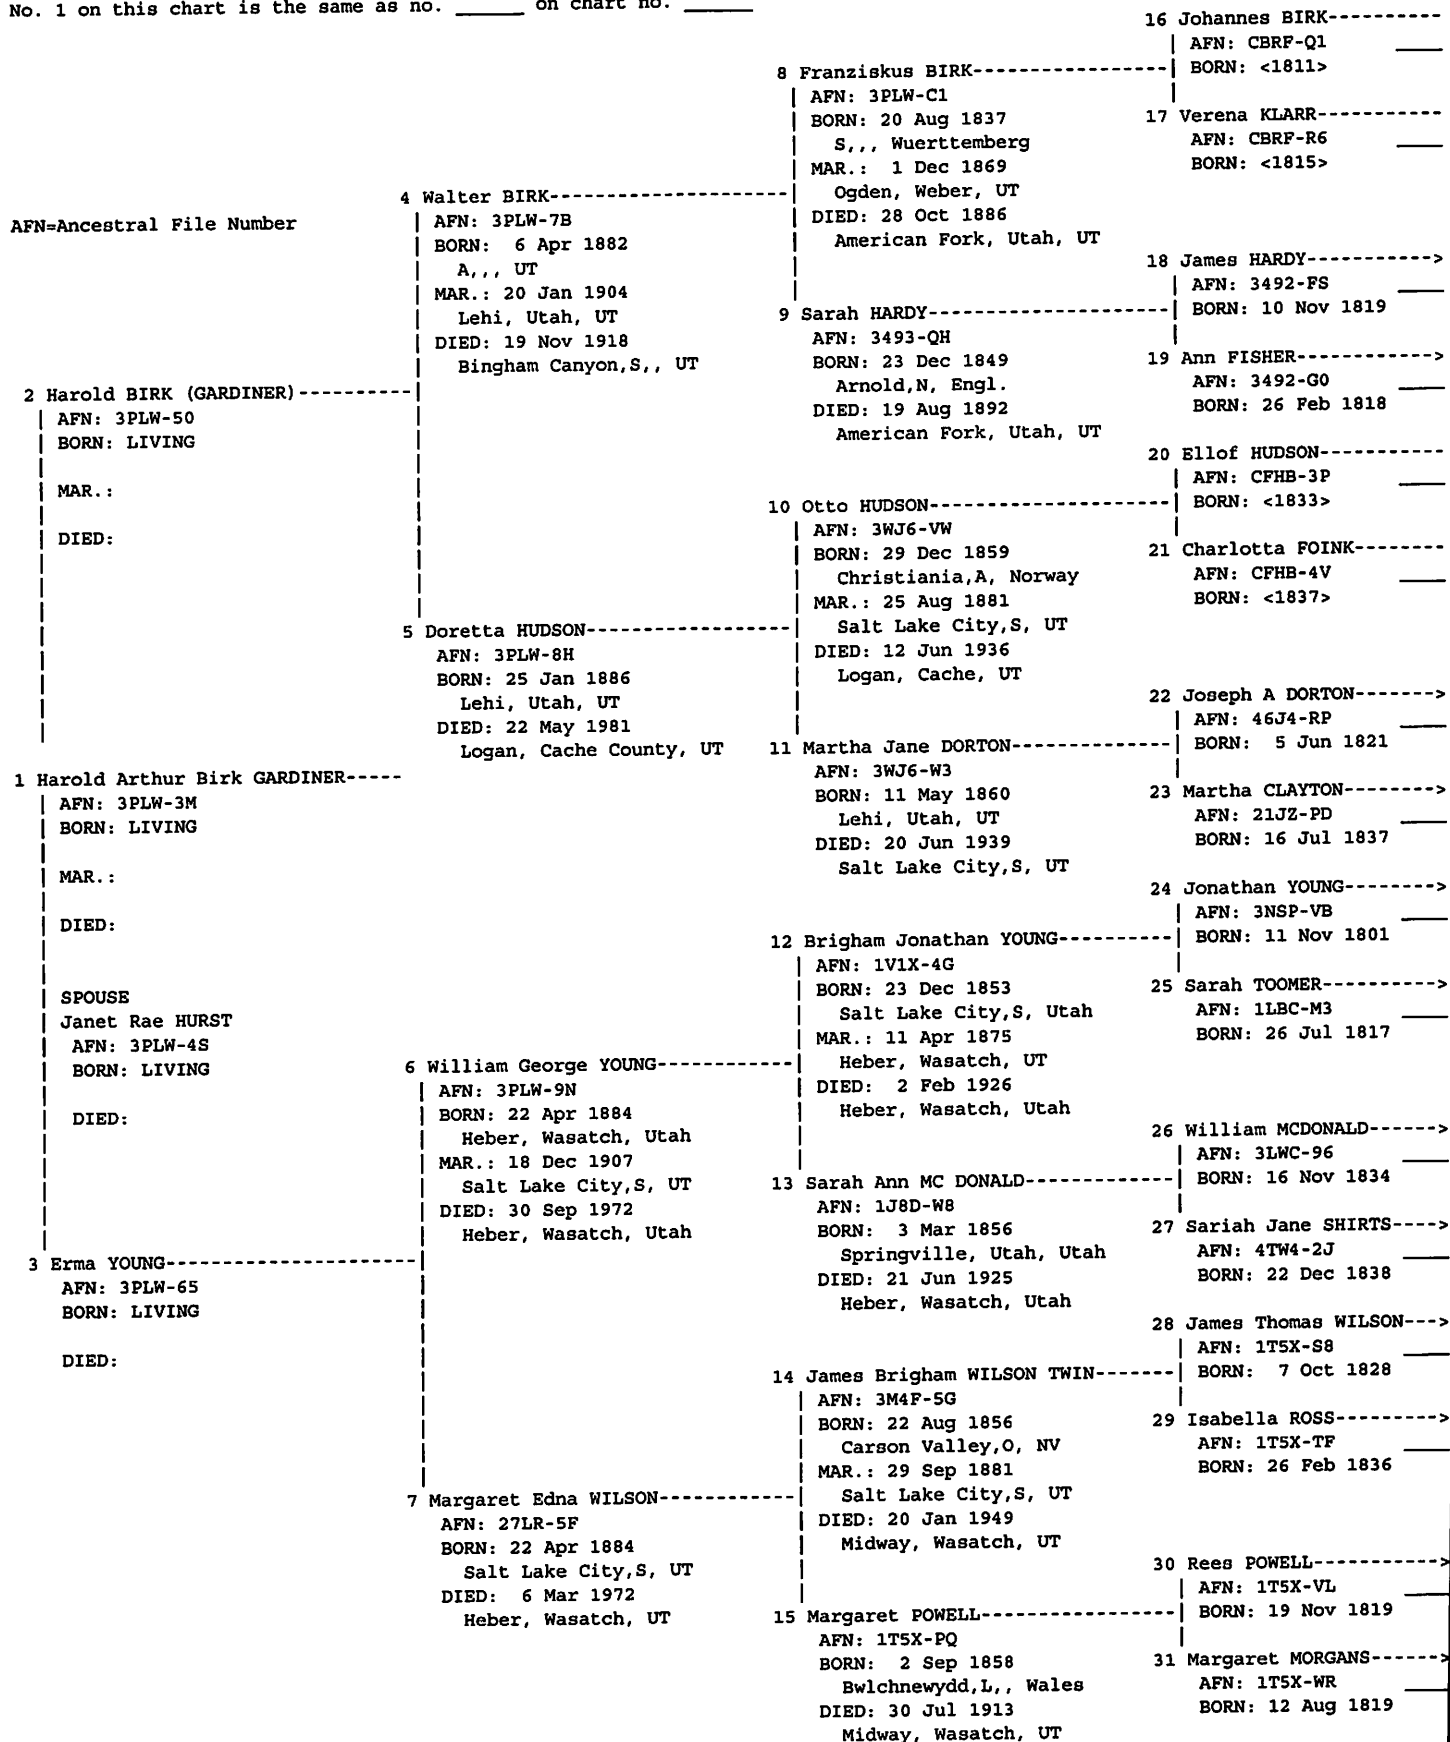 No. 1 on this chart is the same as no. _____ on chart no. _____
AFN=Ancestral File Number
1 Harold Arthur Birk GARDINER-----
AFN: 3PLW-3M
BORN: LIVING
MAR.:
DIED:
SPOUSE
Janet Rae HURST
AFN: 3PLW-4S
BORN: LIVING
DIED:
2 Harold BIRK (GARDINER)----------
AFN: 3PLW-50
BORN: LIVING
MAR.:
DIED:
3 Erma YOUNG---------------------
AFN: 3PLW-65
BORN: LIVING
DIED:
4 Walter BIRK--------------------
AFN: 3PLW-7B
BORN: 6 Apr 1882
A,,, UT
MAR.: 20 Jan 1904
Lehi, Utah, UT
DIED: 19 Nov 1918
Bingham Canyon,S,, UT
5 Doretta HUDSON-----------------
AFN: 3PLW-8H
BORN: 25 Jan 1886
Lehi, Utah, UT
DIED: 22 May 1981
Logan, Cache County, UT
6 William George YOUNG-----------
AFN: 3PLW-9N
BORN: 22 Apr 1884
Heber, Wasatch, Utah
MAR.: 18 Dec 1907
Salt Lake City,S, UT
DIED: 30 Sep 1972
Heber, Wasatch, Utah
7 Margaret Edna WILSON-----------
AFN: 27LR-5F
BORN: 22 Apr 1884
Salt Lake City,S, UT
DIED: 6 Mar 1972
Heber, Wasatch, UT
8 Franziskus BIRK----------------
AFN: 3PLW-C1
BORN: 20 Aug 1837
S,,, Wuerttemberg
MAR.: 1 Dec 1869
Ogden, Weber, UT
DIED: 28 Oct 1886
American Fork, Utah, UT
9 Sarah HARDY--------------------
AFN: 3493-QH
BORN: 23 Dec 1849
Arnold,N, Engl.
DIED: 19 Aug 1892
American Fork, Utah, UT
10 Otto HUDSON--------------------
AFN: 3WJ6-VW
BORN: 29 Dec 1859
Christiania,A, Norway
MAR.: 25 Aug 1881
Salt Lake City,S, UT
DIED: 12 Jun 1936
Logan, Cache, UT
11 Martha Jane DORTON-------------
AFN: 3WJ6-W3
BORN: 11 May 1860
Lehi, Utah, UT
DIED: 20 Jun 1939
Salt Lake City,S, UT
12 Brigham Jonathan YOUNG---------
AFN: 1V1X-4G
BORN: 23 Dec 1853
Salt Lake City,S, Utah
MAR.: 11 Apr 1875
Heber, Wasatch, UT
DIED: 2 Feb 1926
Heber, Wasatch, Utah
13 Sarah Ann MC DONALD------------
AFN: 1J8D-W8
BORN: 3 Mar 1856
Springville, Utah, Utah
DIED: 21 Jun 1925
Heber, Wasatch, Utah
14 James Brigham WILSON TWIN------
AFN: 3M4F-5G
BORN: 22 Aug 1856
Carson Valley,O, NV
MAR.: 29 Sep 1881
Salt Lake City,S, UT
DIED: 20 Jan 1949
Midway, Wasatch, UT
15 Margaret POWELL----------------
AFN: 1T5X-PQ
BORN: 2 Sep 1858
Bwlchnewydd,L,, Wales
DIED: 30 Jul 1913
Midway, Wasatch, UT
16 Johannes BIRK----------
AFN: CBRF-Q1
BORN: <1811>
17 Verena KLARR-----------
AFN: CBRF-R6
BORN: <1815>
18 James HARDY----------->
AFN: 3492-FS
BORN: 10 Nov 1819
19 Ann FISHER------------>
AFN: 3492-G0
BORN: 26 Feb 1818
20 Ellof HUDSON-----------
AFN: CFHB-3P
BORN: <1833>
21 Charlotta FOINK--------
AFN: CFHB-4V
BORN: <1837>
22 Joseph A DORTON------->
AFN: 46J4-RP
BORN: 5 Jun 1821
23 Martha CLAYTON-------->
AFN: 21JZ-PD
BORN: 16 Jul 1837
24 Jonathan YOUNG-------->
AFN: 3NSP-VB
BORN: 11 Nov 1801
25 Sarah TOOMER---------->
AFN: 1LBC-M3
BORN: 26 Jul 1817
26 William MCDONALD------>
AFN: 3LWC-96
BORN: 16 Nov 1834
27 Sariah Jane SHIRTS---->
AFN: 4TW4-2J
BORN: 22 Dec 1838
28 James Thomas WILSON--->
AFN: 1T5X-S8
BORN: 7 Oct 1828
29 Isabella ROSS--------->
AFN: 1T5X-TF
BORN: 26 Feb 1836
30 Rees POWELL----------->
AFN: 1T5X-VL
BORN: 19 Nov 1819
31 Margaret MORGANS------>
AFN: 1T5X-WR
BORN: 12 Aug 1819